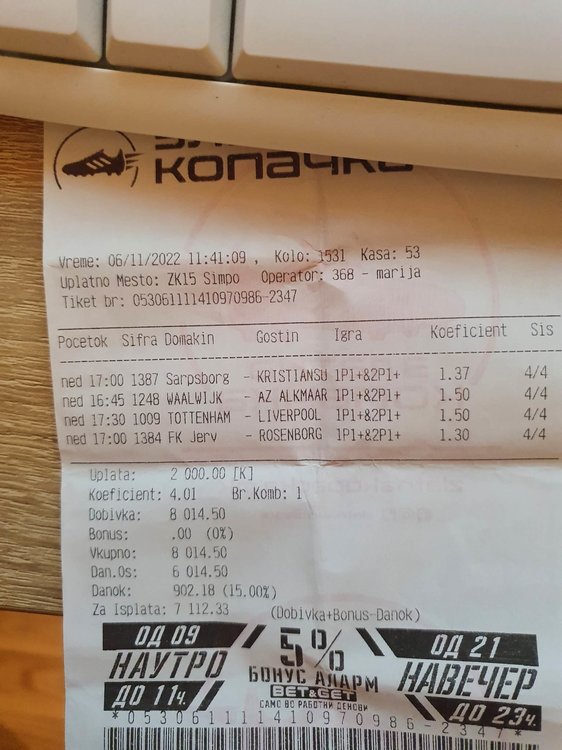 КОПАЧКА
Vreme: 06/11/2022 11:41:09 , Kolo: 1531 Kasa: 53
Uplatno Mesto: ZK15 Simpo Operator: 368 - marija
Tiket br: 053061111410970986-2347
Pocetok Sifra Domakin Gostin Igra Koeficient Sis
ned 17:00 1387 Sarpsborg - KRISTIANSU 1P1+&2P1+ 1.37 4/4
ned 16:45 1248 WAALWIJK - AZ ALKMAAR 1P1+&2P1+ 1.50 4/4
ned 17:30 1009 TOTTENHAM - LIVERPOOL 1P1+&2P1+ 1.50 4/4
ned 17:00 1384 FK Jerv - ROSENBORG 1P1+&2P1+ 1.30 4/4
Uplata: 2 000.00 [K]
Koeficient: 4.01 Br.Komb: 1
Dobivka: 8 014.50
Bonus: .00 (0%)
Vkupno: 8 014.50
Dan.Os: 6 014.50
Danok: 902.18 (15.00%)
Za Isplata: 7 112.33 (Dobivka+Bonus-Danok)
ОД 09 НАУТРО ДО 11ч.
5% БОНУС АЛАРМ
BET&GET
САМО ВО РАБОТНИ ДЕНОВИ
ОД 21 НАВЕЧЕР ДО 23ч.
*053061111410970986-2347*